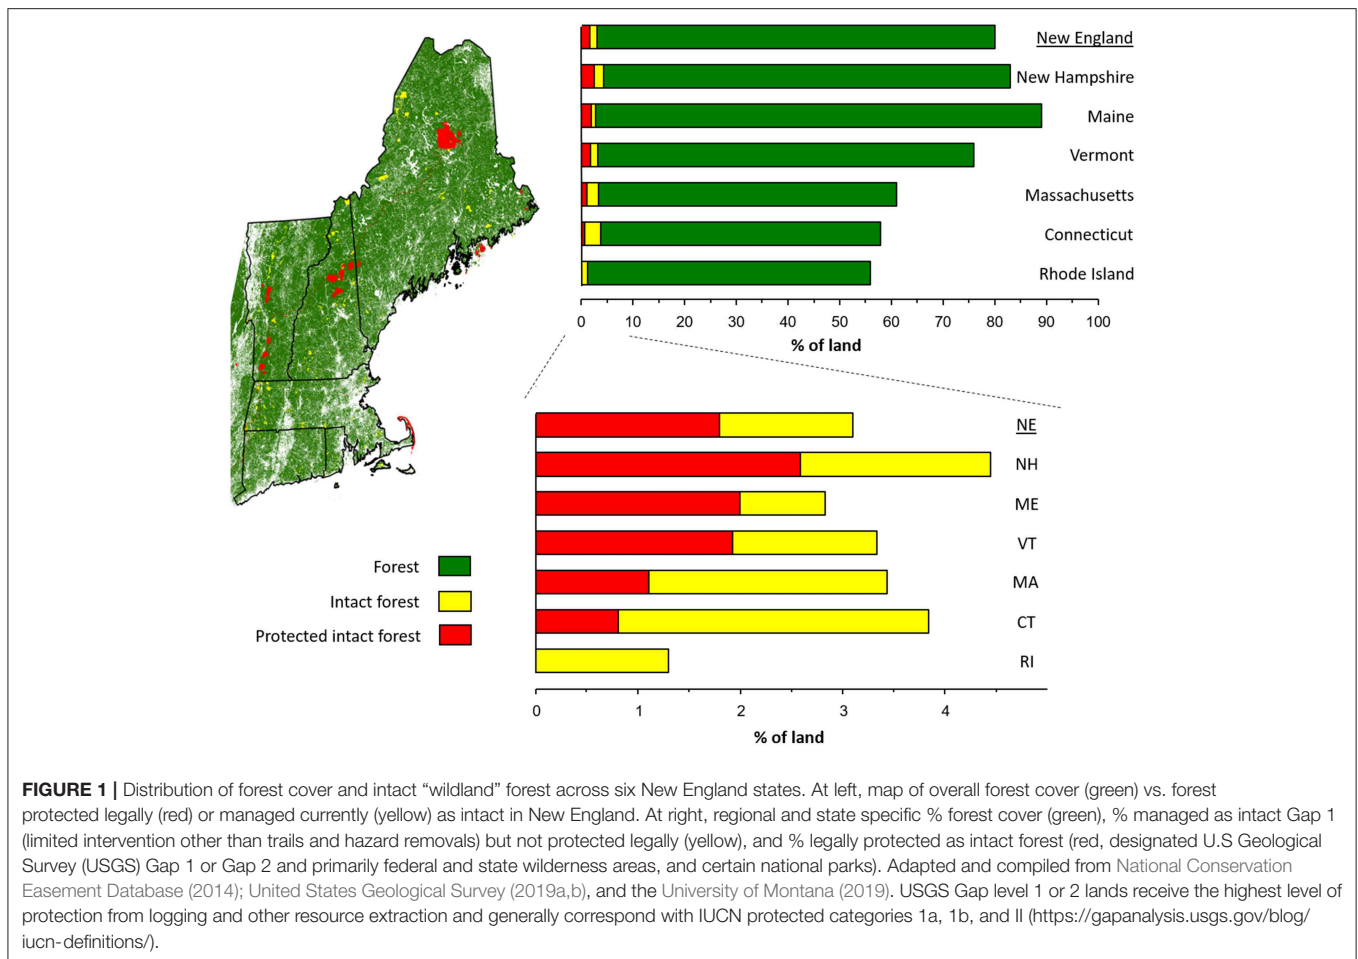 New England
New Hampshire
Maine
Vermont
Massachusetts
Connecticut
Rhode Island
0 10 20 30 40 50 60 70 80 90 100
% of land
NE
NH
ME
VT
MA
CT
RI
0 1 2 3 4
% of land
Forest
Intact forest
Protected intact forest
FIGURE 1 | Distribution of forest cover and intact “wildland” forest across six New England states. At left, map of overall forest cover (green) vs. forest
protected legally (red) or managed currently (yellow) as intact in New England. At right, regional and state specific % forest cover (green), % managed as intact Gap 1
(limited intervention other than trails and hazard removals) but not protected legally (yellow), and % legally protected as intact forest (red, designated U.S Geological
Survey (USGS) Gap 1 or Gap 2 and primarily federal and state wilderness areas, and certain national parks). Adapted and compiled from National Conservation
Easement Database (2014); United States Geological Survey (2019a,b), and the University of Montana (2019). USGS Gap level 1 or 2 lands receive the highest level of
protection from logging and other resource extraction and generally correspond with IUCN protected categories 1a, 1b, and II (https://gapanalysis.usgs.gov/blog/
iucn-definitions/).